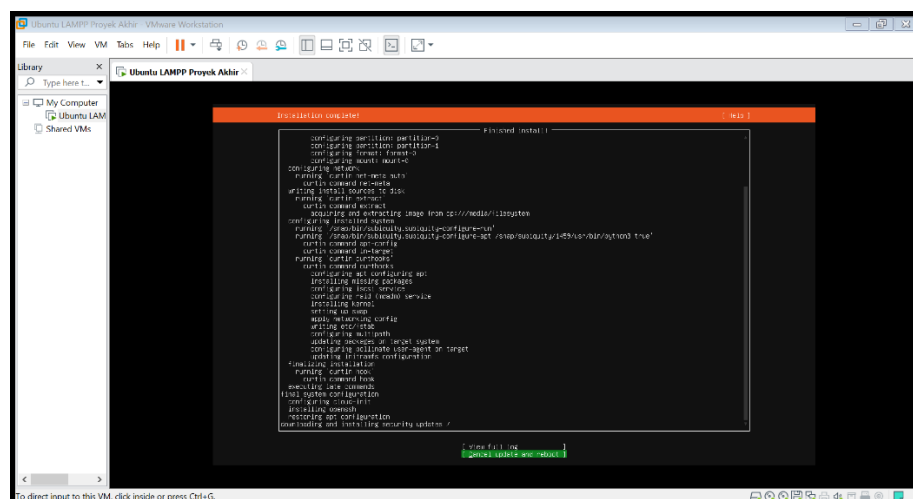 Ubuntu LAMPP Proyek Akhir - VMware Workstation
File Edit View VM Tabs Help
Library
Type here t...
Ubuntu LAMPP Proyek Akhir
My Computer
Ubuntu LAM
Shared VMs
Installation complete!
[ Help ]
Finished install!
configuring partition: partition-0
configuring partition: partition-1
configuring format: format-0
configuring mount: mount-0
configuring network
running 'curtin net-meta auto'
curtin command net-meta
writing install sources to disk
running 'curtin extract'
curtin command extract
acquiring and extracting image from cp:///media/filesystem
configuring installed system
running '/snap/bin/subiquity.subiquity-configure-run'
running '/snap/bin/subiquity.subiquity-configure-apt /snap/subiquity/1459/usr/bin/python3 true'
curtin command apt-config
curtin command in-target
running 'curtin curthooks'
curtin command curthooks
configuring apt configuring apt
installing missing packages
configuring iscsi service
configuring raid (mdadm) service
installing kernel
setting up swap
apply networking config
writing etc/fstab
configuring multipath
updating packages on target system
configuring pollinate user-agent on target
updating initramfs configuration
finalizing installation
running 'curtin hook'
curtin command hook
executing late commands
final system configuration
configuring cloud-init
installing openssh
restoring apt configuration
downloading and installing security updates /
[ View full log ]
[ Cancel update and reboot ]
To direct input to this VM, click inside or press Ctrl+G.